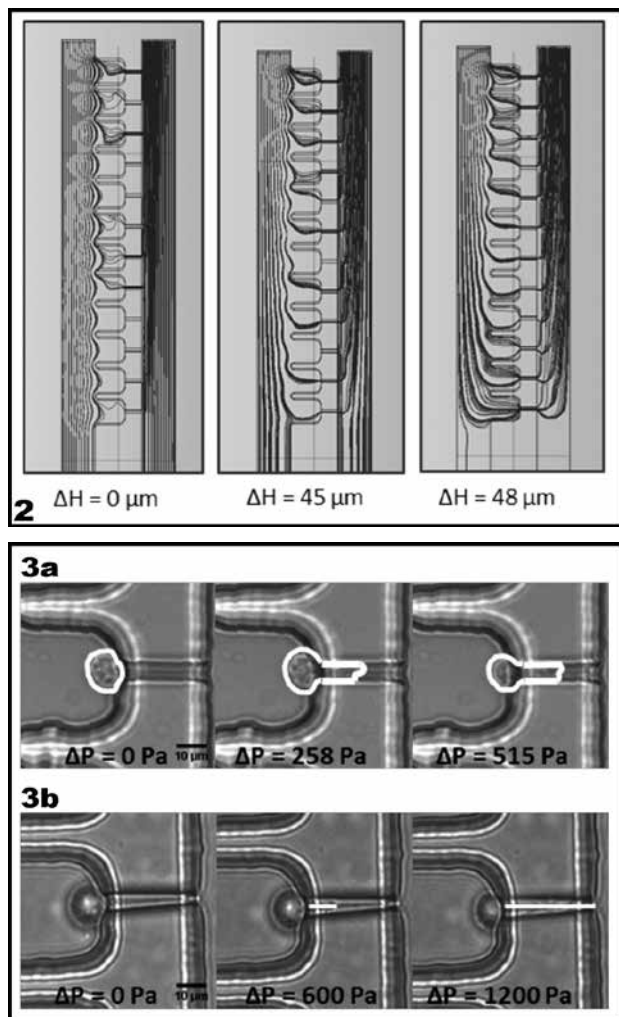 ΔH = 0 μm ΔH = 45 μm ΔH = 48 μm
2
3a
ΔP = 0 Pa 10 μm ΔP = 258 Pa ΔP = 515 Pa
3b
ΔP = 0 Pa 10 μm ΔP = 600 Pa ΔP = 1200 Pa